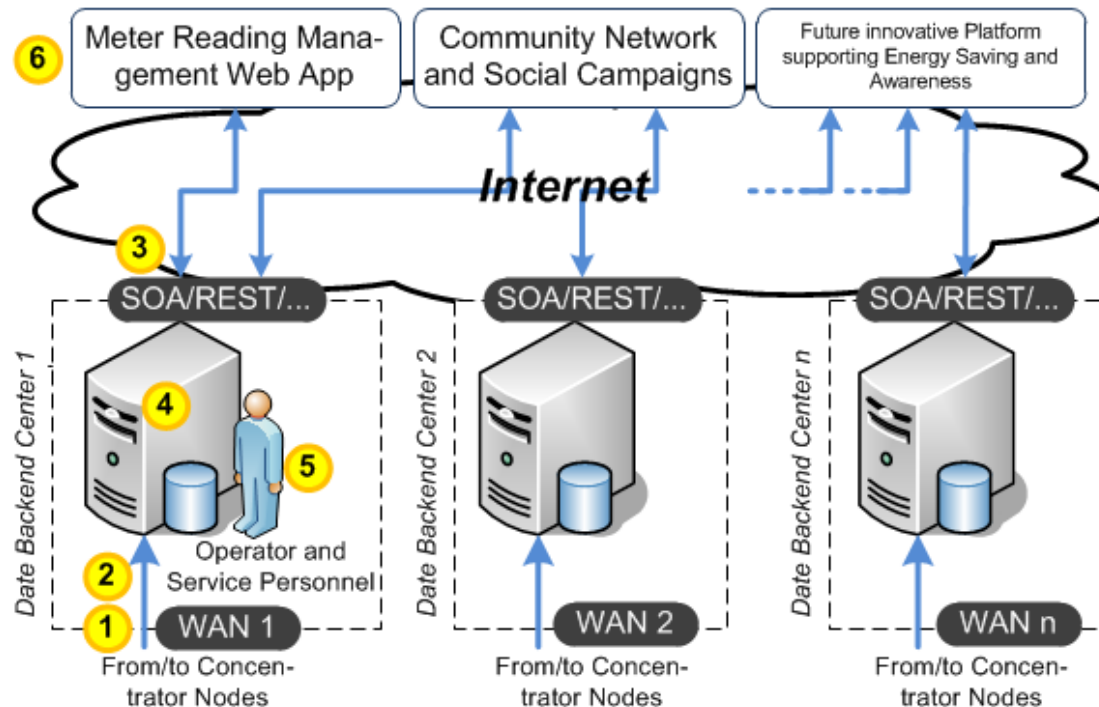 6
Meter Reading Mana-
gement Web App
Community Network
and Social Campaigns
Future innovative Platform
supporting Energy Saving and
Awareness
Internet
3
SOA/REST/...
SOA/REST/...
SOA/REST/...
Date Backend Center 1
4
5
Operator and
Service Personnel
2
1
WAN 1
From/to Concen-
trator Nodes
Date Backend Center 2
WAN 2
From/to Concen-
trator Nodes
Date Backend Center n
WAN n
From/to Concen-
trator Nodes